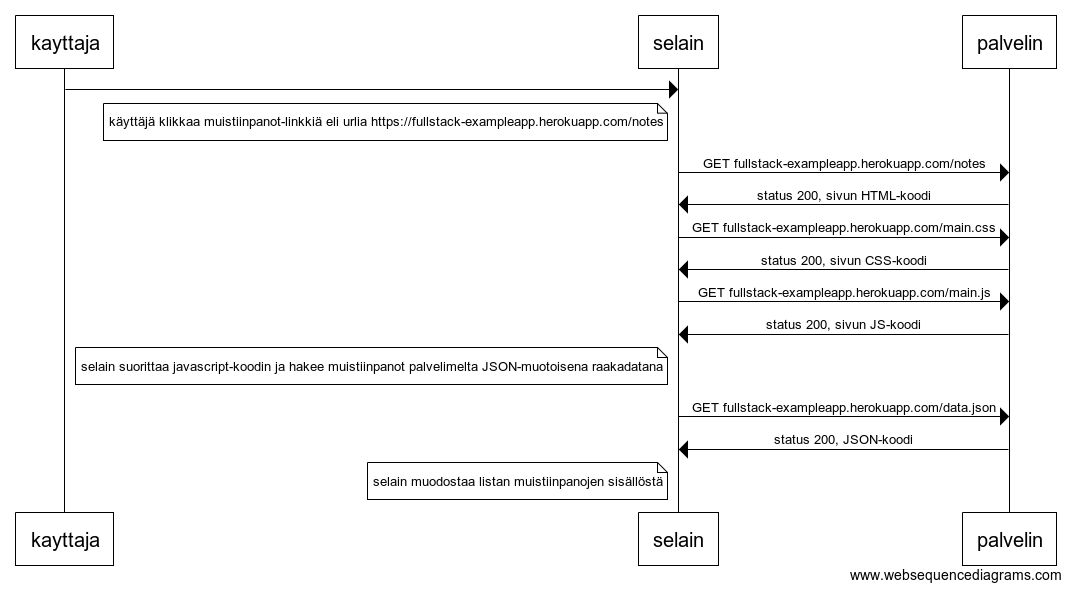 kayttaja
selain
palvelin
käyttäjä klikkaa muistiinpanot-linkkiä eli urlia https://fullstack-exampleapp.herokuapp.com/notes
GET fullstack-exampleapp.herokuapp.com/notes
status 200, sivun HTML-koodi
GET fullstack-exampleapp.herokuapp.com/main.css
status 200, sivun CSS-koodi
GET fullstack-exampleapp.herokuapp.com/main.js
status 200, sivun JS-koodi
selain suorittaa javascript-koodin ja hakee muistiinpanot palvelimelta JSON-muotoisena raakadatana
GET fullstack-exampleapp.herokuapp.com/data.json
status 200, JSON-koodi
selain muodostaa listan muistiinpanojen sisällöstä
kayttaja
selain
palvelin
www.websequencediagrams.com